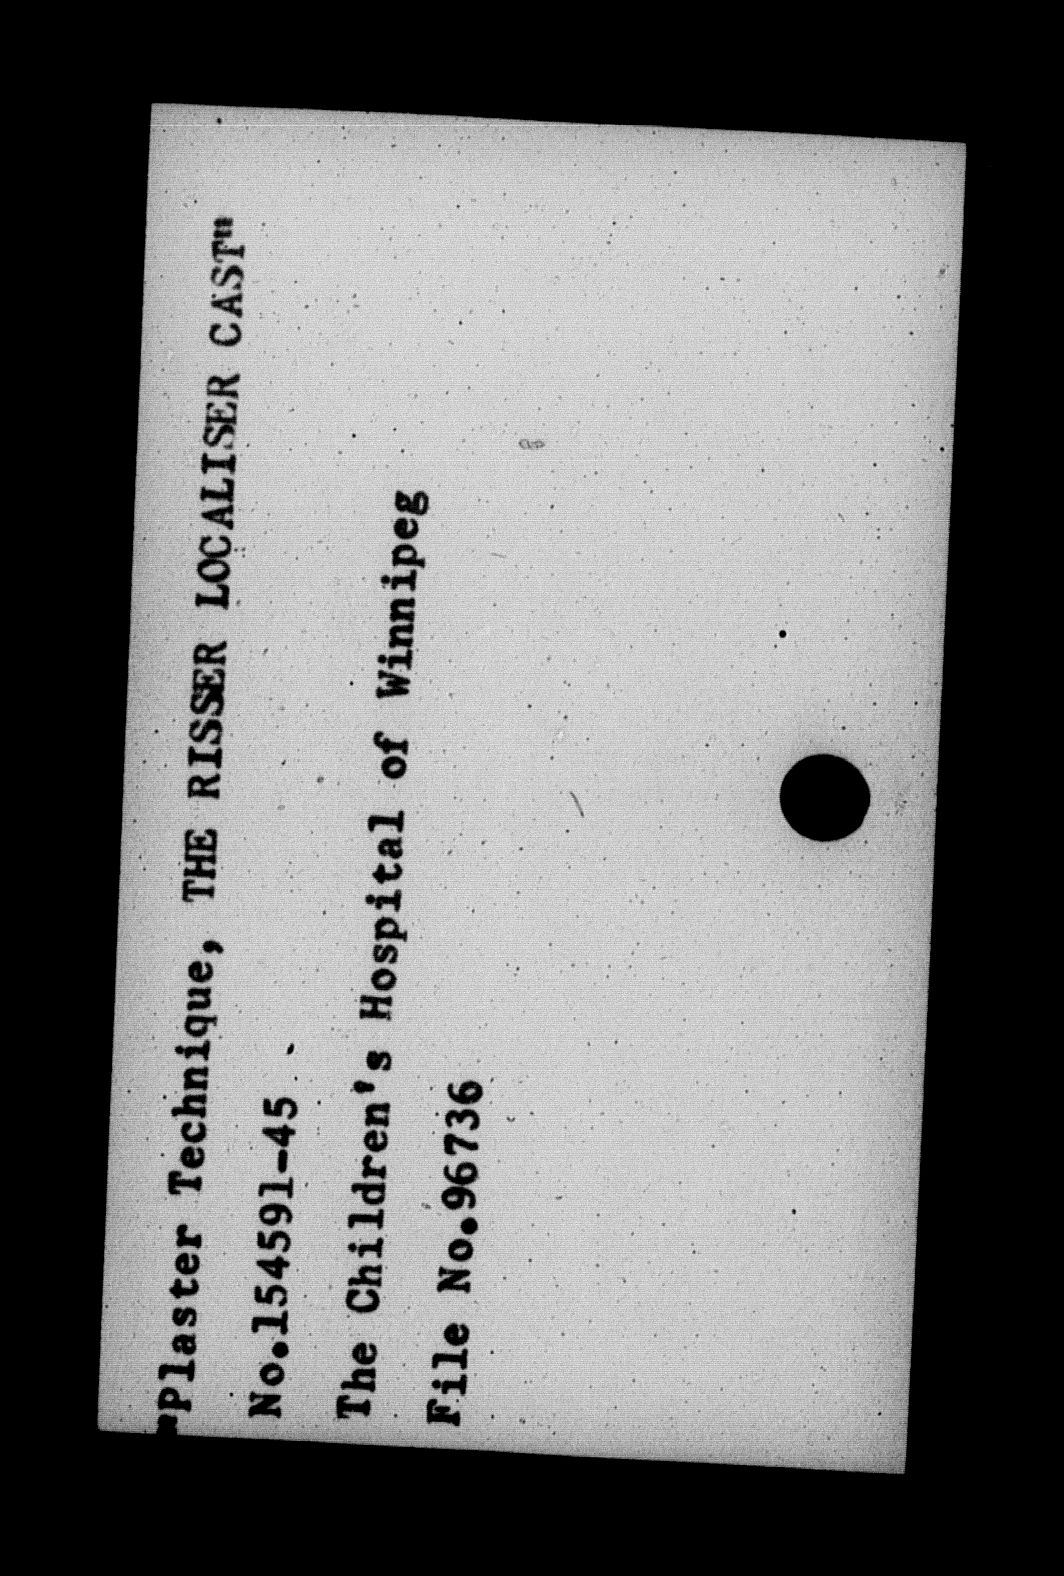 "Plaster Technique, THE RISSER LOCALISER CAST"
No.154591-45
The Children's Hospital of Winnipeg
File No.96736